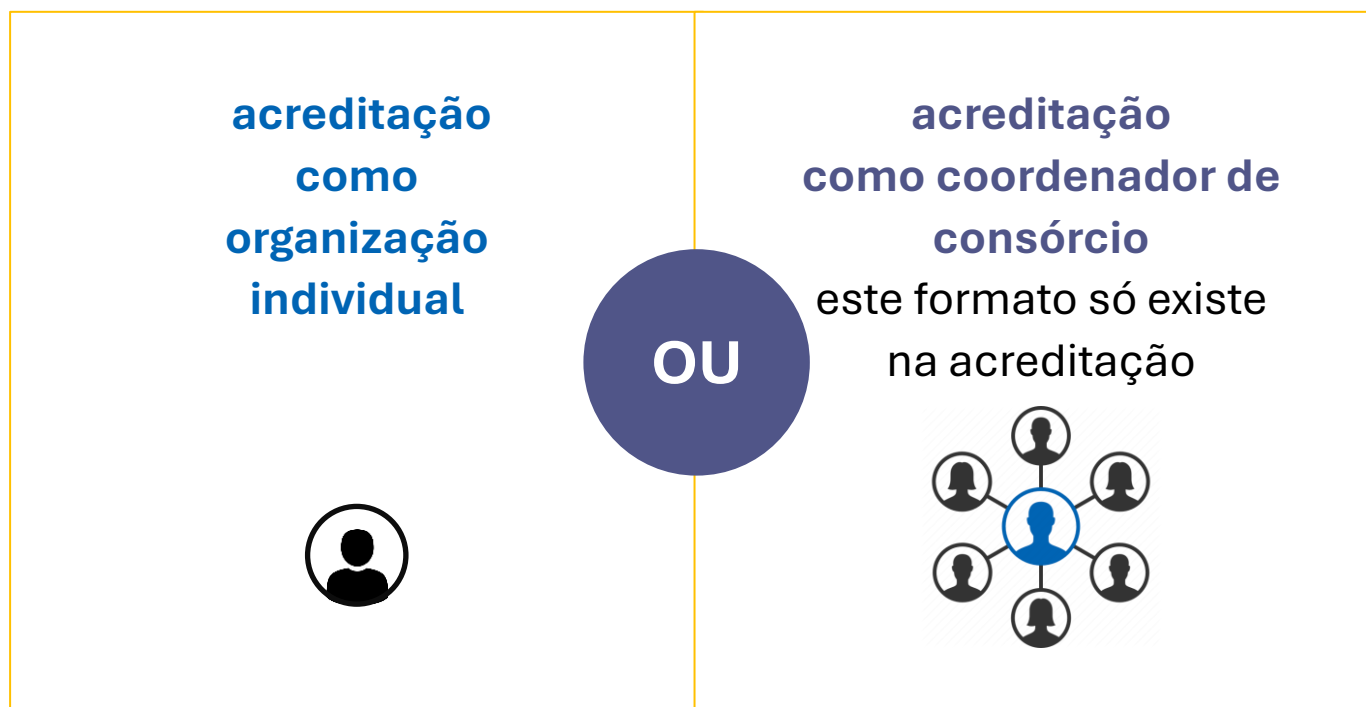 acreditação
como
organização
individual
OU
acreditação
como coordenador de
consórcio
este formato só existe
na acreditação